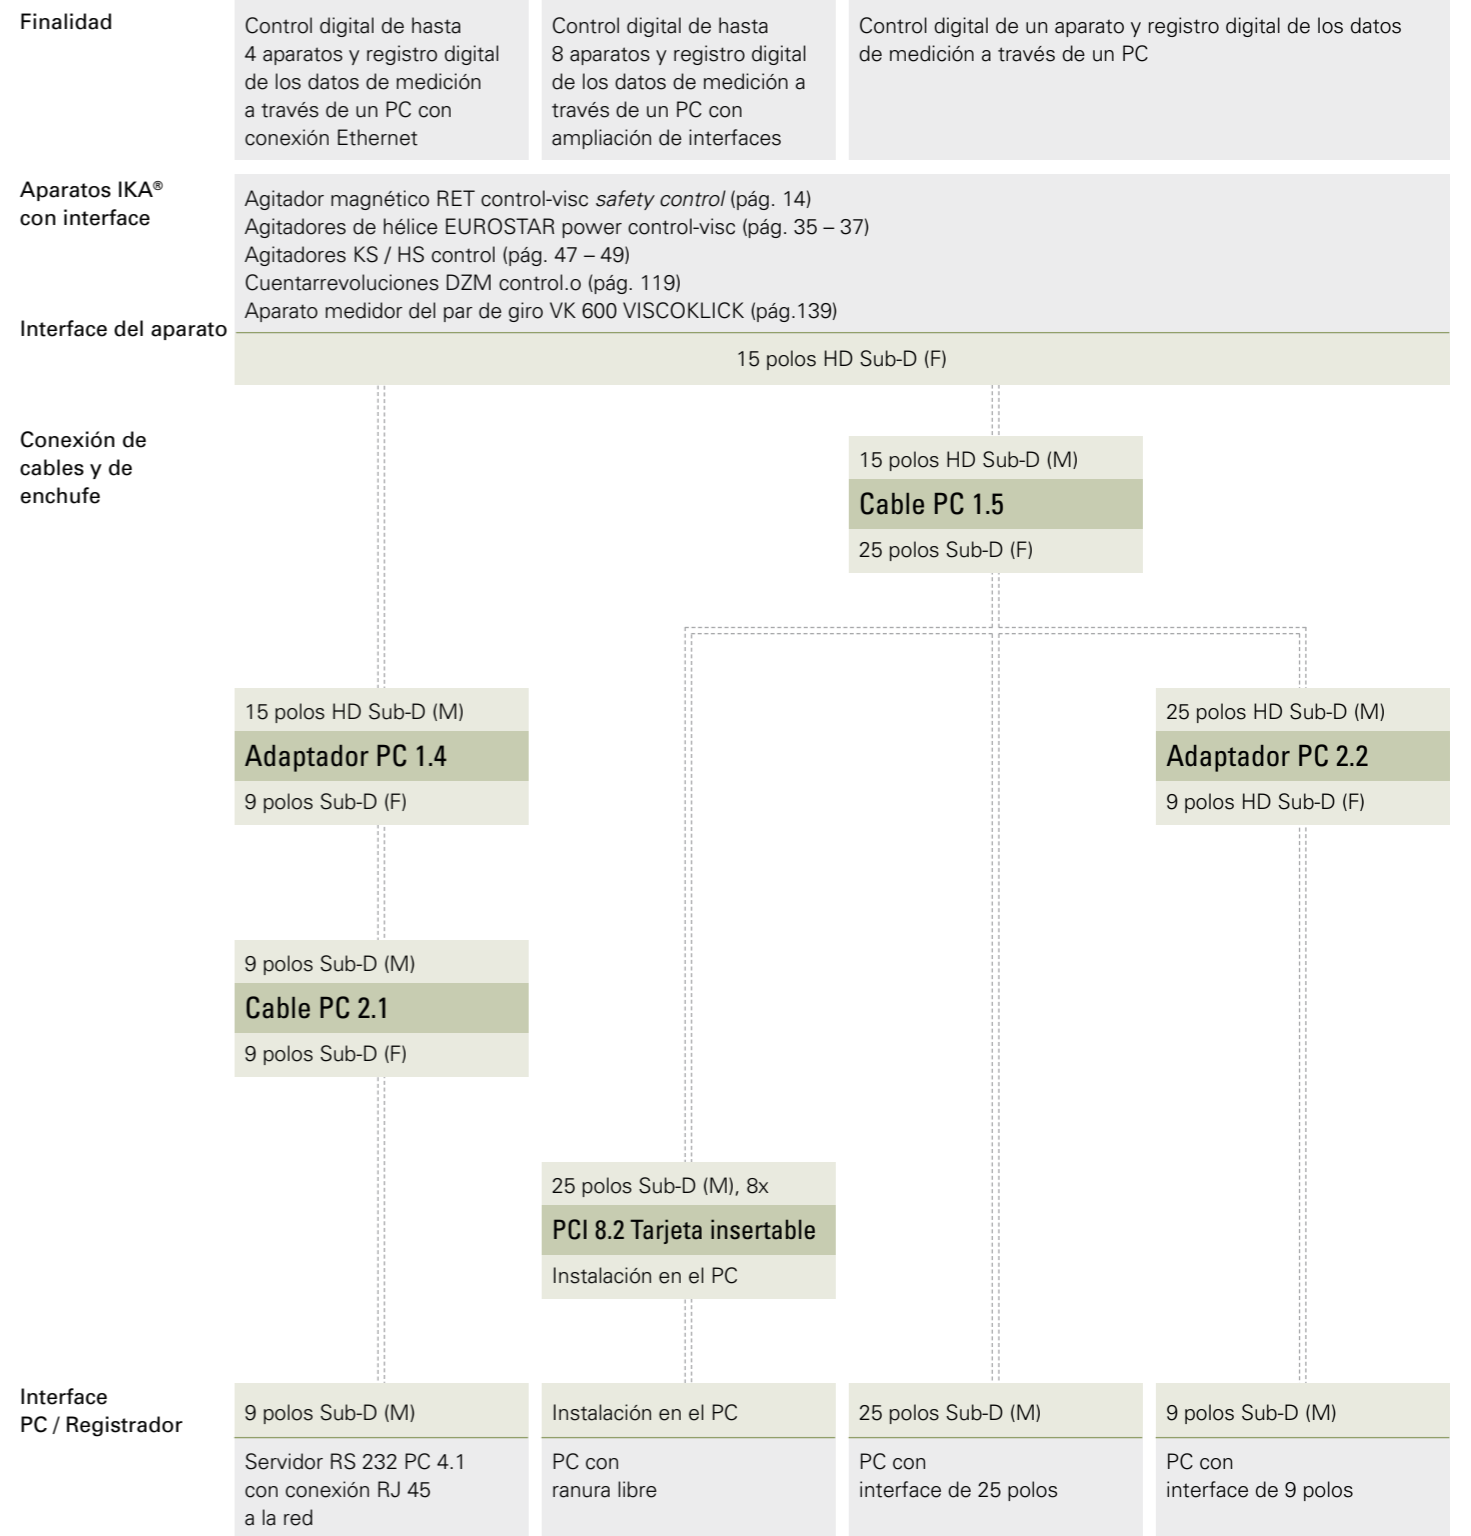 Finalidad
Control digital de hasta
4 aparatos y registro digital
de los datos de medición
a través de un PC con
conexión Ethernet
Control digital de hasta
8 aparatos y registro digital
de los datos de medición a
través de un PC con
ampliación de interfaces
Control digital de un aparato y registro digital de los datos
de medición a través de un PC
Aparatos IKA®
con interface
Agitador magnético RET control-visc safety control (pág. 14)
Agitadores de hélice EUROSTAR power control-visc (pág. 35 – 37)
Agitadores KS / HS control (pág. 47 – 49)
Cuentarrevoluciones DZM control.o (pág. 119)
Aparato medidor del par de giro VK 600 VISCOKLICK (pág.139)
Interface del aparato
15 polos HD Sub-D (F)
Conexión de
cables y de
enchufe
15 polos HD Sub-D (M)
Cable PC 1.5
25 polos Sub-D (F)
15 polos HD Sub-D (M)
Adaptador PC 1.4
9 polos Sub-D (F)
25 polos HD Sub-D (M)
Adaptador PC 2.2
9 polos HD Sub-D (F)
9 polos Sub-D (M)
Cable PC 2.1
9 polos Sub-D (F)
25 polos Sub-D (M), 8x
PCI 8.2 Tarjeta insertable
Instalación en el PC
Interface
PC / Registrador
9 polos Sub-D (M)
Servidor RS 232 PC 4.1
con conexión RJ 45
a la red
Instalación en el PC
PC con
ranura libre
25 polos Sub-D (M)
PC con
interface de 25 polos
9 polos Sub-D (M)
PC con
interface de 9 polos